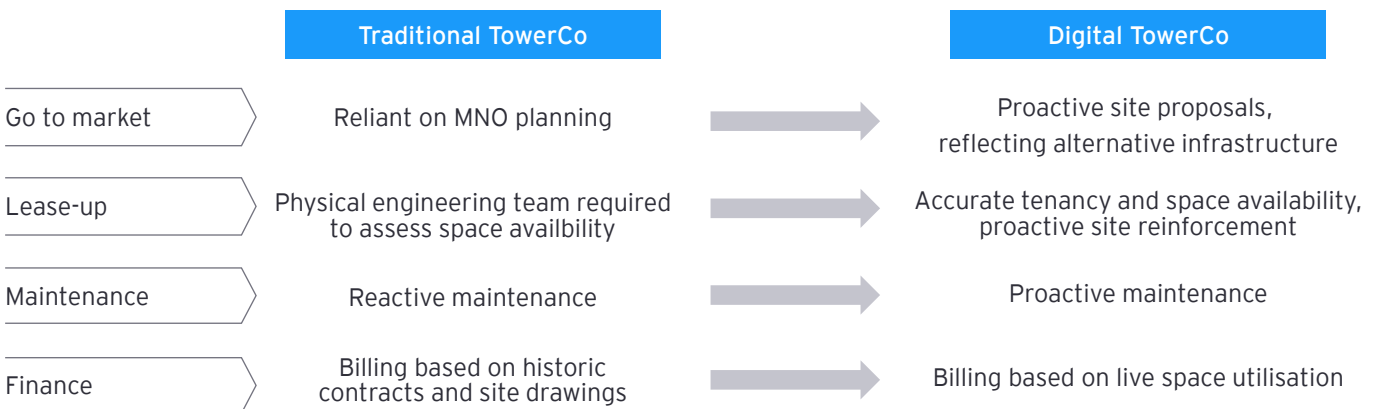 Traditional TowerCo
Digital TowerCo
Go to market
Reliant on MNO planning
Proactive site proposals,
reflecting alternative infrastructure
Lease-up
Physical engineering team required
to assess space availbility
Accurate tenancy and space availability,
proactive site reinforcement
Maintenance
Reactive maintenance
Proactive maintenance
Finance
Billing based on historic
contracts and site drawings
Billing based on live space utilisation